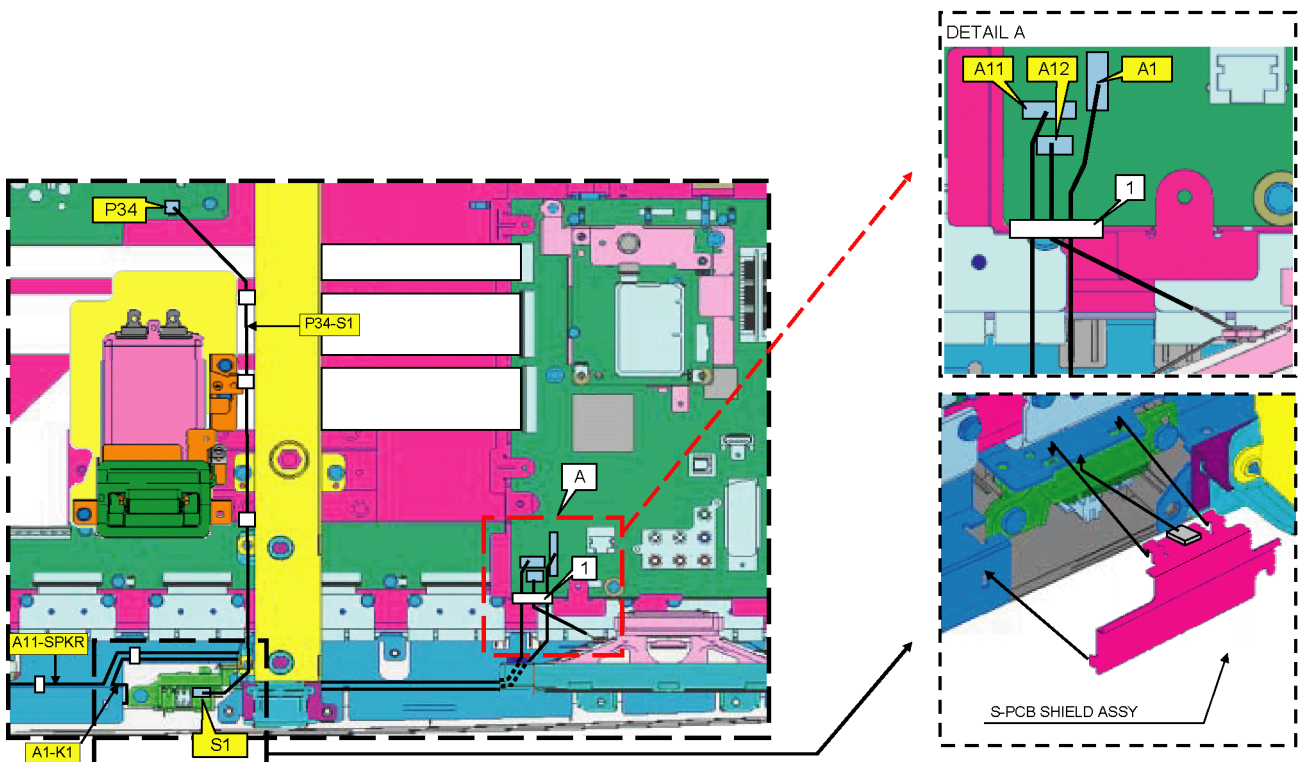 DETAIL A
A11
A12
A1
1
P34
P34-S1
A
1
A11-SPKR
A1-K1
S1
S-PCB SHIELD ASSY